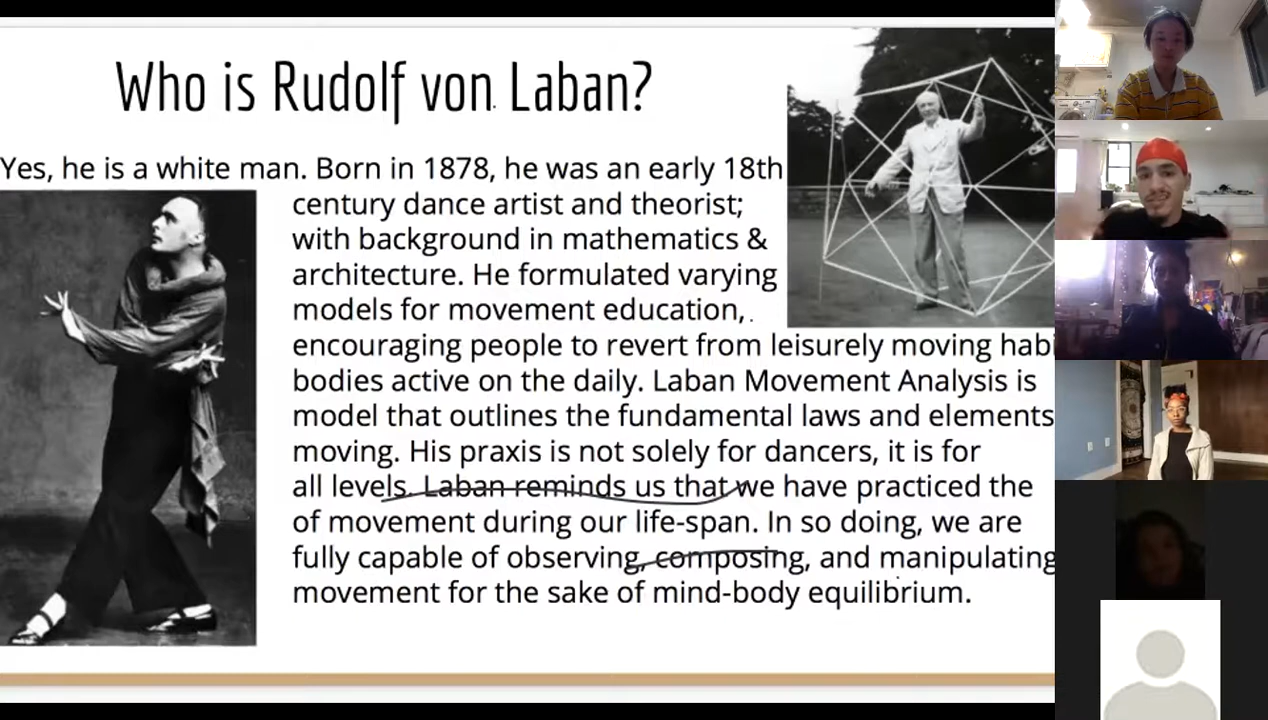 Who is Rudolf von Laban?
Yes, he is a white man. Born in 1878, he was an early 18th
century dance artist and theorist;
with background in mathematics &
architecture. He formulated varying
models for movement education,
encouraging people to revert from leisurely moving habi
bodies active on the daily. Laban Movement Analysis is
model that outlines the fundamental laws and elements
moving. His praxis is not solely for dancers, it is for
all levels. Laban reminds us that we have practiced the
of movement during our life-span. In so doing, we are
fully capable of observing, composing, and manipulating
movement for the sake of mind-body equilibrium.